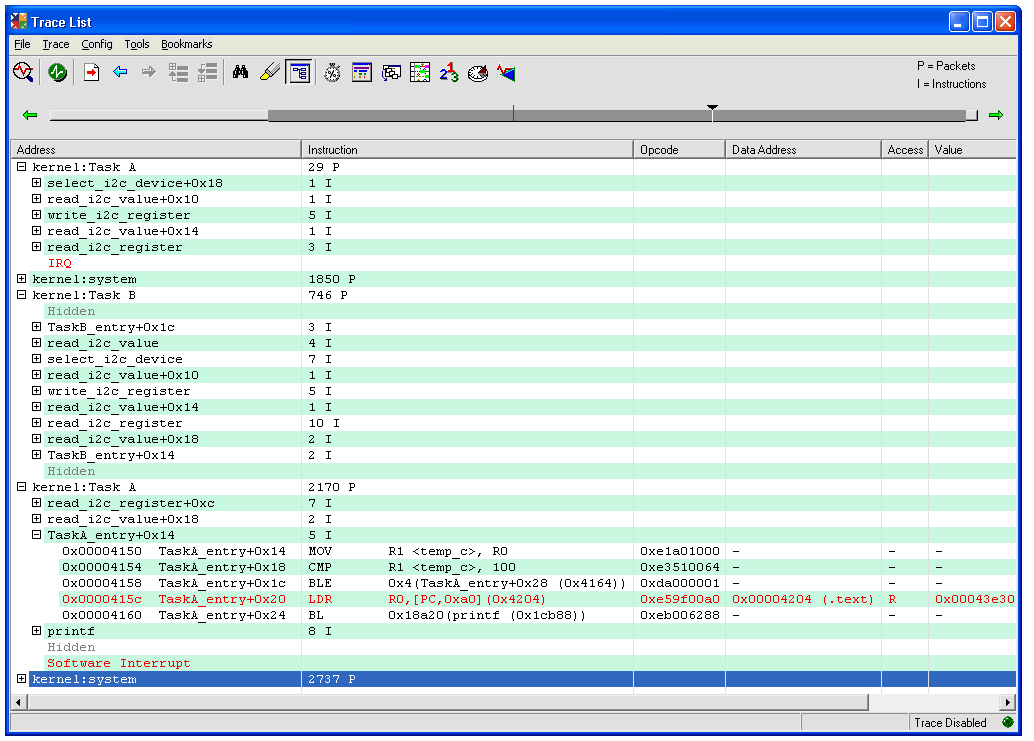 Trace List
File Trace Config Tools Bookmarks
P = Packets
I = Instructions
Address Instruction Opcode Data Address Access Value
kernel:Task A 29 P
select_i2c_device+0x18 1 I
read_i2c_value+0x10 1 I
write_i2c_register 5 I
read_i2c_value+0x14 1 I
read_i2c_register 3 I
IRQ
kernel:system 1850 P
kernel:Task B 746 P
Hidden
TaskB_entry+0x1c 3 I
read_i2c_value 4 I
select_i2c_device 7 I
read_i2c_value+0x10 1 I
write_i2c_register 5 I
read_i2c_value+0x14 1 I
read_i2c_register 10 I
read_i2c_value+0x18 2 I
TaskB_entry+0x14 2 I
Hidden
kernel:Task A 2170 P
read_i2c_register+0xc 7 I
read_i2c_value+0x18 2 I
TaskA_entry+0x14 5 I
0x00004150 TaskA_entry+0x14 MOV R1 <temp_c>, R0 0xe1a01000 - - -
0x00004154 TaskA_entry+0x18 CMP R1 <temp_c>, 100 0xe3510064 - - -
0x00004158 TaskA_entry+0x1c BLE 0x4(TaskA_entry+0x28 (0x4164)) 0xda000001 - - -
0x0000415c TaskA_entry+0x20 LDR R0,[PC,0xa0](0x4204) 0xe59f00a0 0x00004204 (.text) R 0x00043e30
0x00004160 TaskA_entry+0x24 BL 0x18a20(printf (0x1cb88)) 0xeb006288 - - -
printf 8 I
Hidden
Software Interrupt
kernel:system 2737 P
Trace Disabled